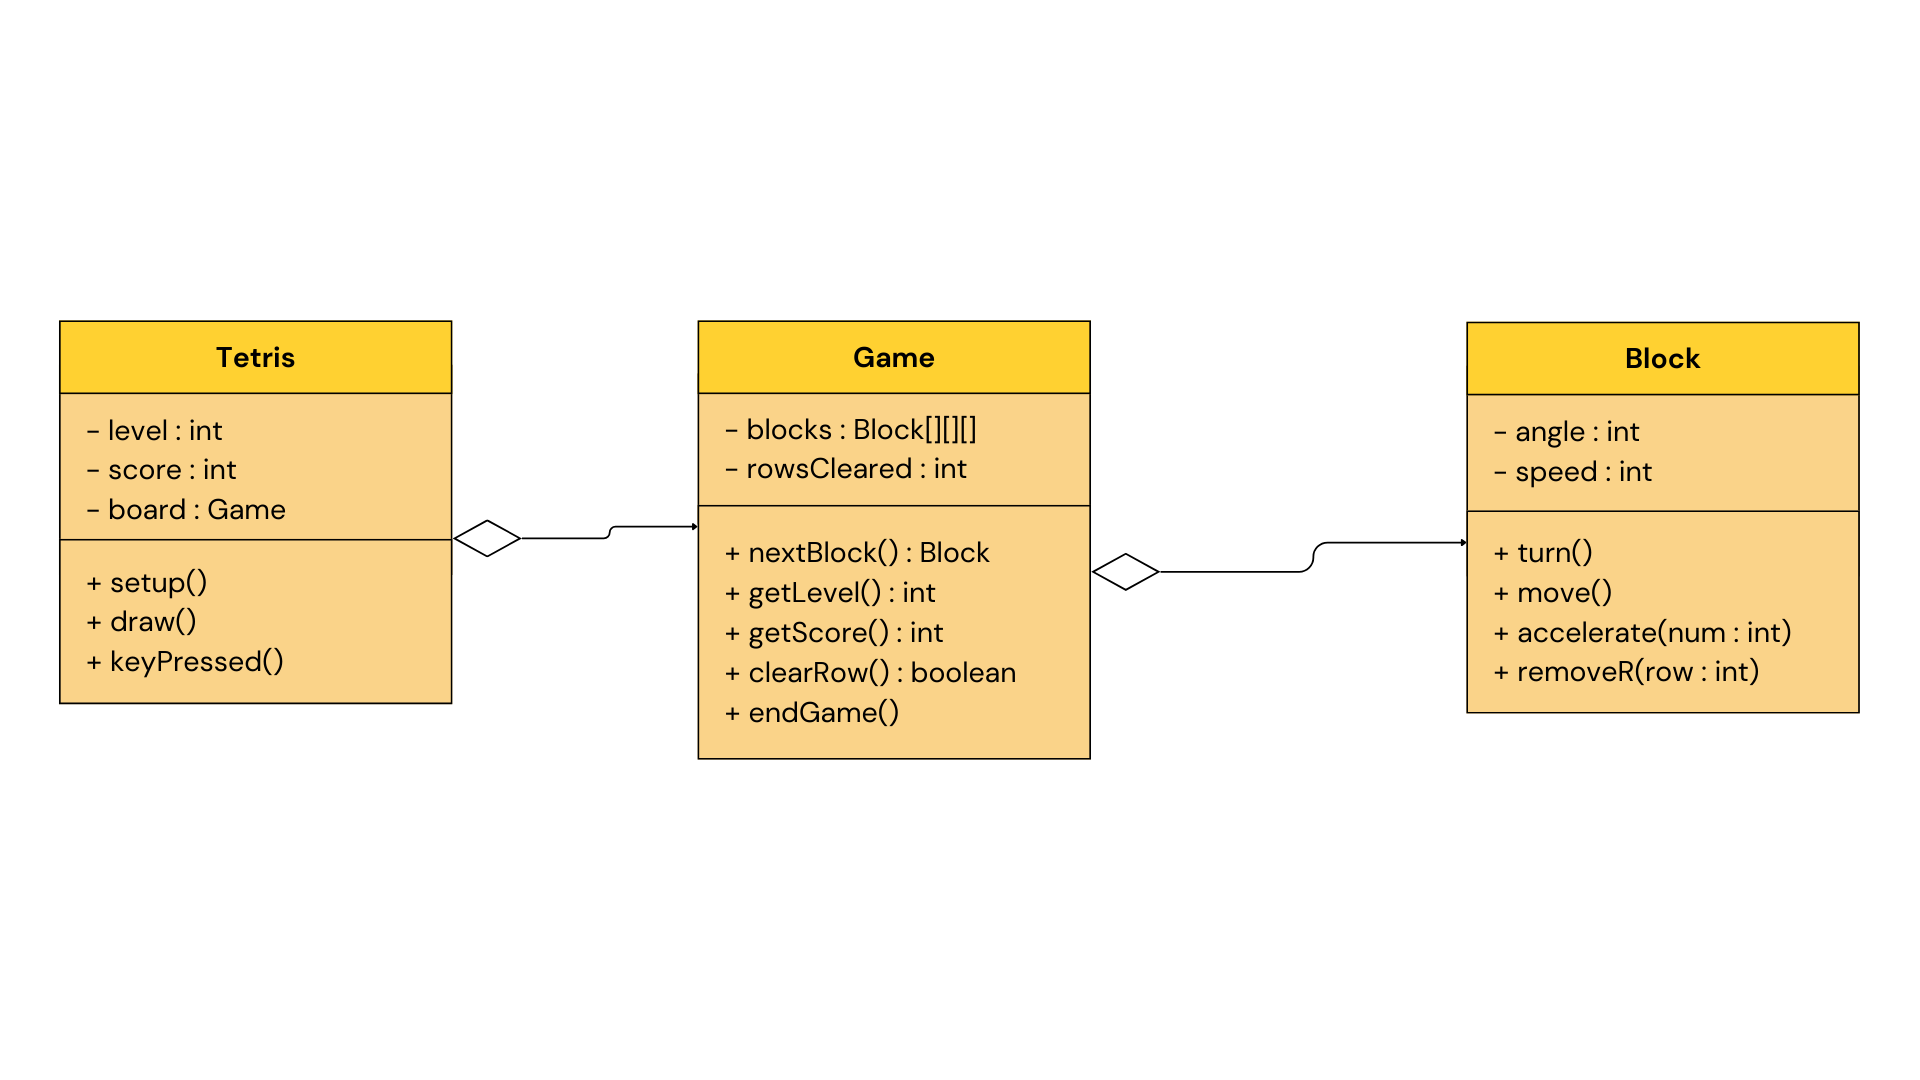 Tetris
- level : int
- score : int
- board : Game
+ setup()
+ draw()
+ keyPressed()
Game
- blocks : Block[][][]
- rowsCleared : int
+ nextBlock() : Block
+ getLevel() : int
+ getScore() : int
+ clearRow() : boolean
+ endGame()
Block
- angle : int
- speed : int
+ turn()
+ move()
+ accelerate(num : int)
+ removeR(row : int)